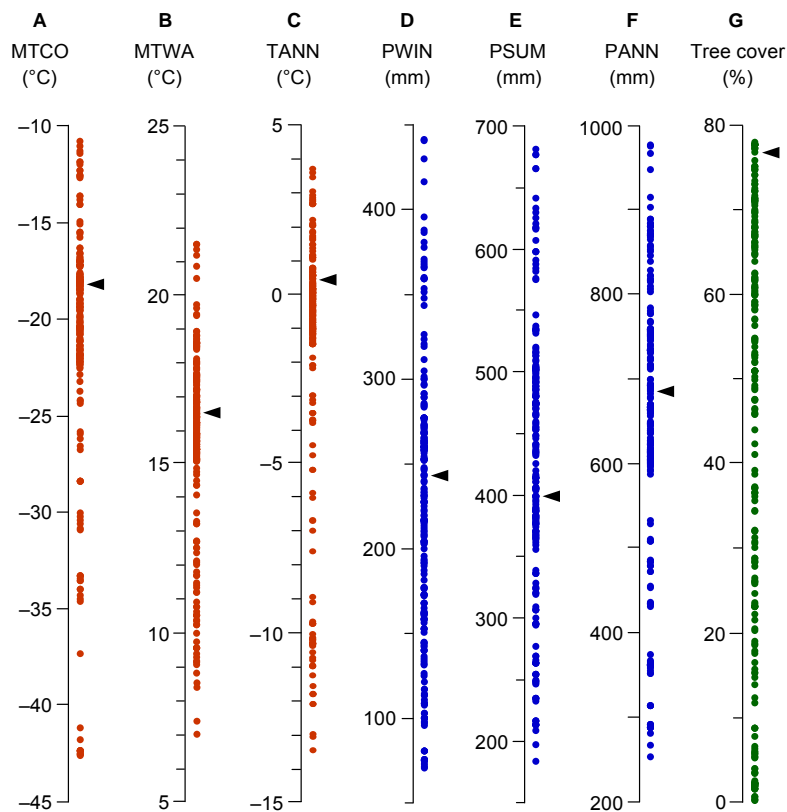 A B C D E F G
MTCO MTWA TANN PWIN PSUM PANN Tree cover
(°C) (°C) (°C) (mm) (mm) (mm) (%)
–10 25 5 700 1000 80
–15 400 800
20 0 600 60
–20
300 500
–25
15 –5 600 40
400
–30
200
–35 300
10 –10 400 20
–40
100 200
–45 5 –15 200 0